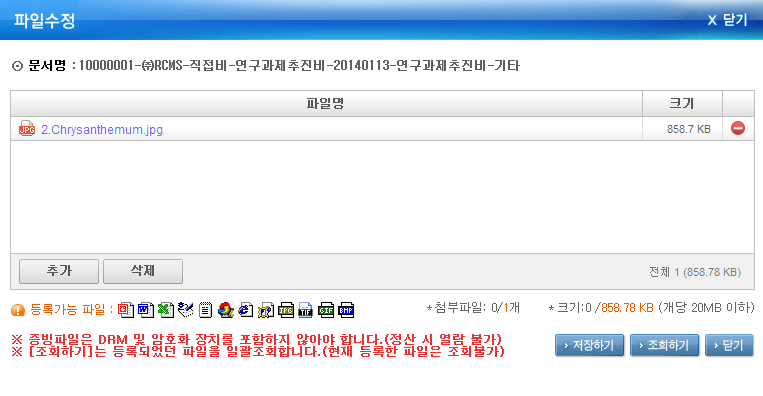 파일수정
X 닫기
⊙ 문서명 : 10000001-㈜RCMS-직접비-연구과제추진비-20140113-연구과제추진비-기타
파일명 크기
JPG 2.Chrysanthemum.jpg 858.7 KB
추가 삭제 전체 1 (858.78 KB)
등록가능 파일 : *첨부파일: 0/1개 *크기:0 /858.78 KB (개당 20MB 이하)
※ 증빙파일은 DRM 및 암호화 장치를 포함하지 않아야 합니다.(정산 시 열람 불가)
※ [조회하기]는 등록되었던 파일을 일괄조회합니다.(현재 등록한 파일은 조회불가)
저장하기 조회하기 닫기